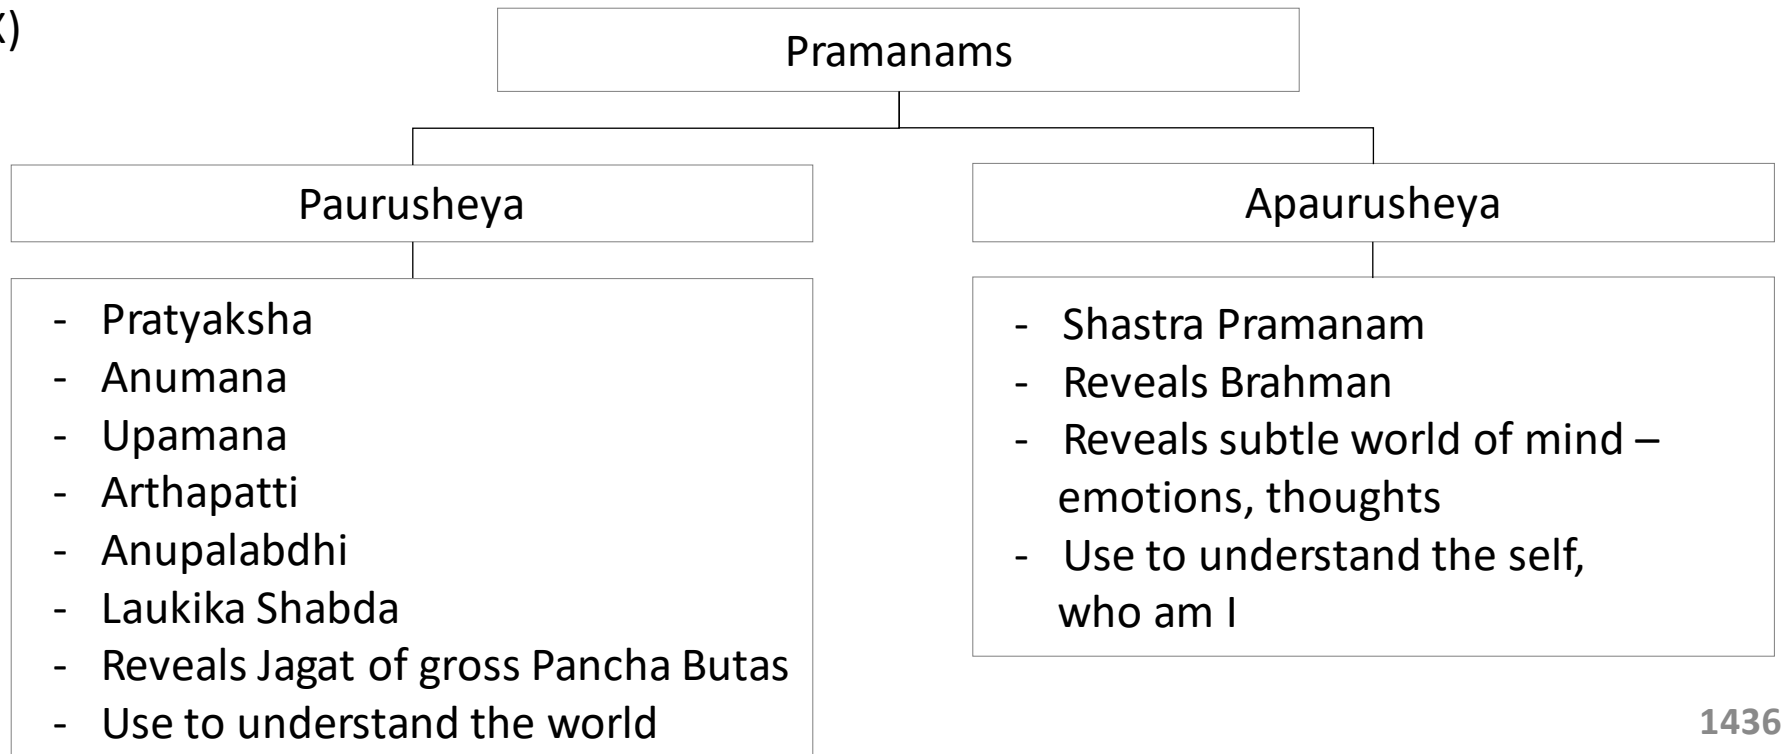 X)
Pramanams
Paurusheya
Apaurusheya
- Pratyaksha
- Anumana
- Upamana
- Arthapatti
- Anupalabdhi
- Laukika Shabda
- Reveals Jagat of gross Pancha Butas
- Use to understand the world
- Shastra Pramanam
- Reveals Brahman
- Reveals subtle world of mind –
emotions, thoughts
- Use to understand the self,
who am I
1436